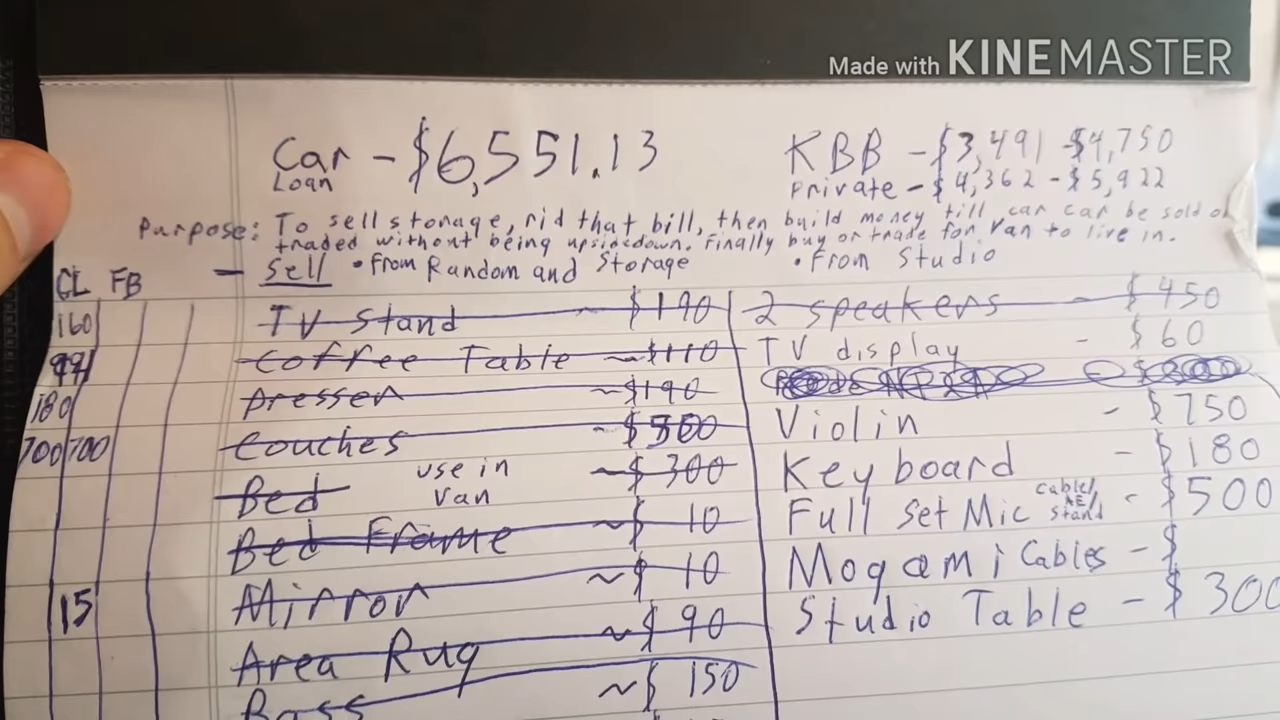 Made with KINEMASTER
Car - $6,551.13
Loan
KBB - $3,491 - $4,750
Private - $4,362 - $5,922
Purpose: To sell storage, rid that bill, then build money till car can be sold or
traded without being upsidedown. Finally buy or trade for van to live in.
- Sell • From Random and Storage
• From Studio
CL FB
160 TV Stand ~ $190
Coffee Table ~ $110
180 Dresser ~ $190
700 700 Couches - $
Bed use in van ~ $300
Bed Frame ~ $ 10
Mirror ~ $ 10
15 Area Rug ~ $ 90
Bass ~ $ 150
2 speakers - $450
TV display - $60
Violin - $750
Keyboard - $180
Full Set Mic cable/ stand - $500
Mogami Cables - $
Studio Table - $300